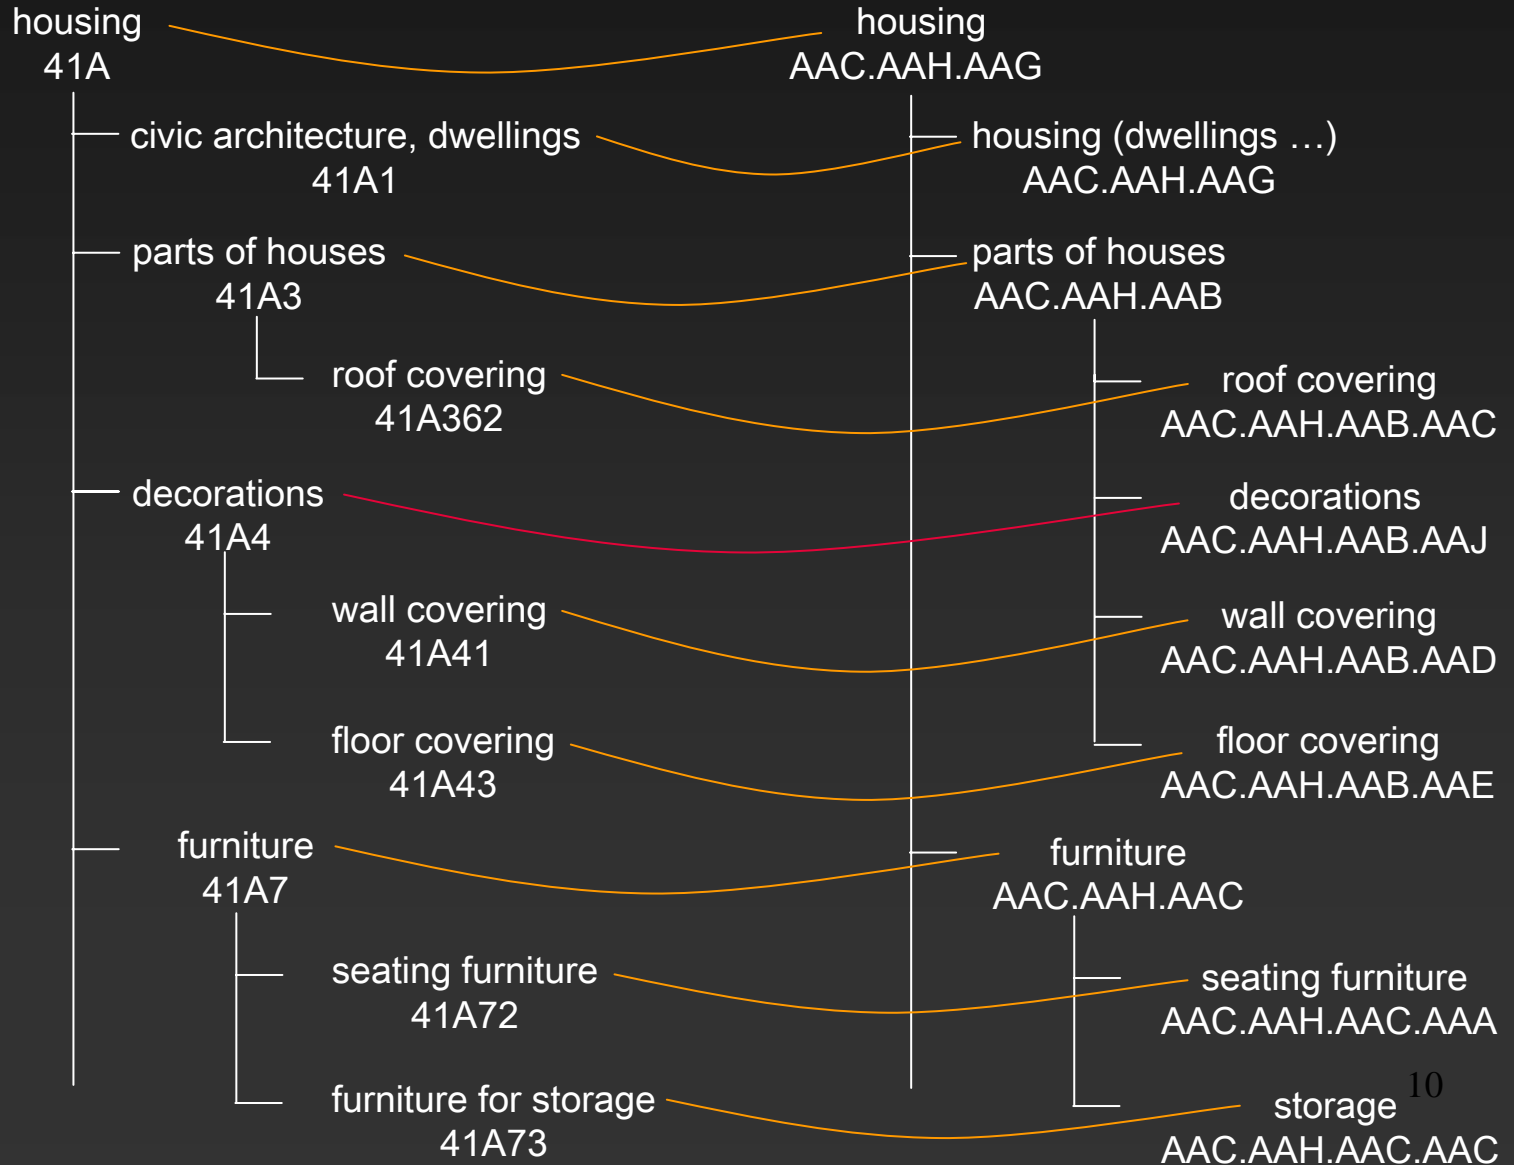 housing
41A
civic architecture, dwellings
41A1
parts of houses
41A3
roof covering
41A362
decorations
41A4
wall covering
41A41
floor covering
41A43
furniture
41A7
seating furniture
41A72
furniture for storage
41A73
housing
AAC.AAH.AAG
housing (dwellings …)
AAC.AAH.AAG
parts of houses
AAC.AAH.AAB
roof covering
AAC.AAH.AAB.AAC
decorations
AAC.AAH.AAB.AAJ
wall covering
AAC.AAH.AAB.AAD
floor covering
AAC.AAH.AAB.AAE
furniture
AAC.AAH.AAC
seating furniture
AAC.AAH.AAC.AAA
storage
AAC.AAH.AAC.AAC
10